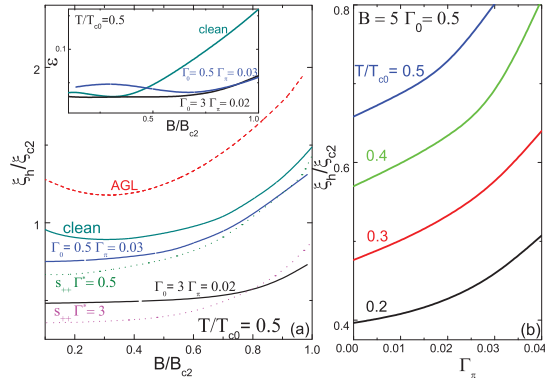 T/T_c0=0.5
clean
ε
0.1
Γ_0=0.5 Γ_π=0.03
Γ_0=3 Γ_π=0.02
0.5
1.0
B/B_c2
2
ξ_h/ξ_c2
1
AGL
clean
Γ_0=0.5 Γ_π=0.03
s_++ Γ*=0.5
Γ_0=3 Γ_π=0.02
s_++ Γ*=3
T/T_c0=0.5
(a)
0.2
0.4
0.6
0.8
1.0
B/B_c2
B=5 Γ_0=0.5
T/T_c0=0.5
0.8
ξ_h/ξ_c2
0.6
0.4
0.4
0.3
0.2
(b)
0.00
0.01
0.02
0.03
0.04
Γ_π